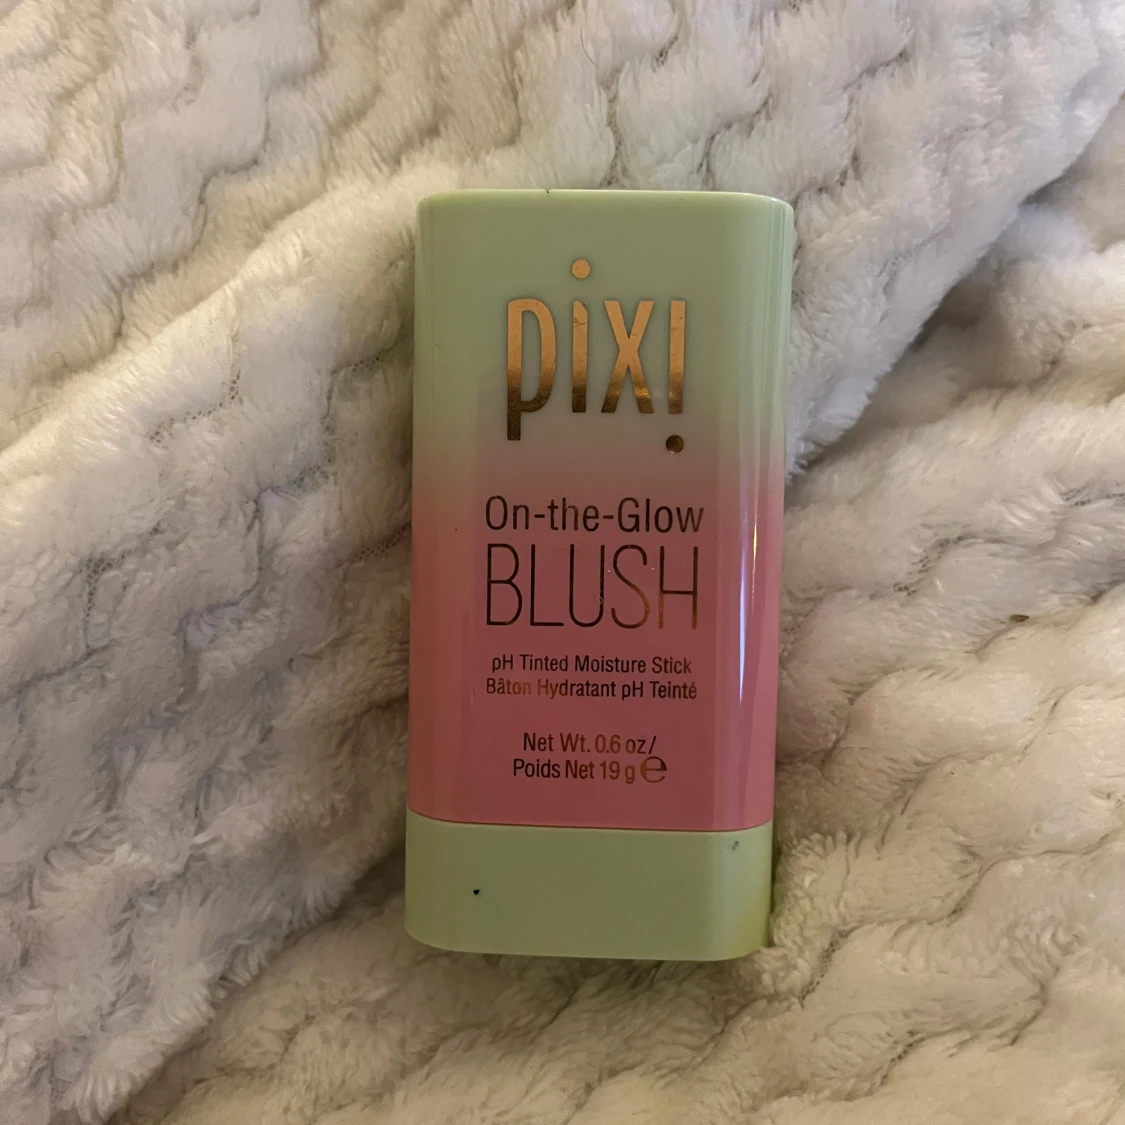 pixi
On-the-Glow
BLUSH
pH Tinted Moisture Stick
Bâton Hydratant pH Teinté
Net Wt. 0.6 oz/
Poids Net 19 g ℮